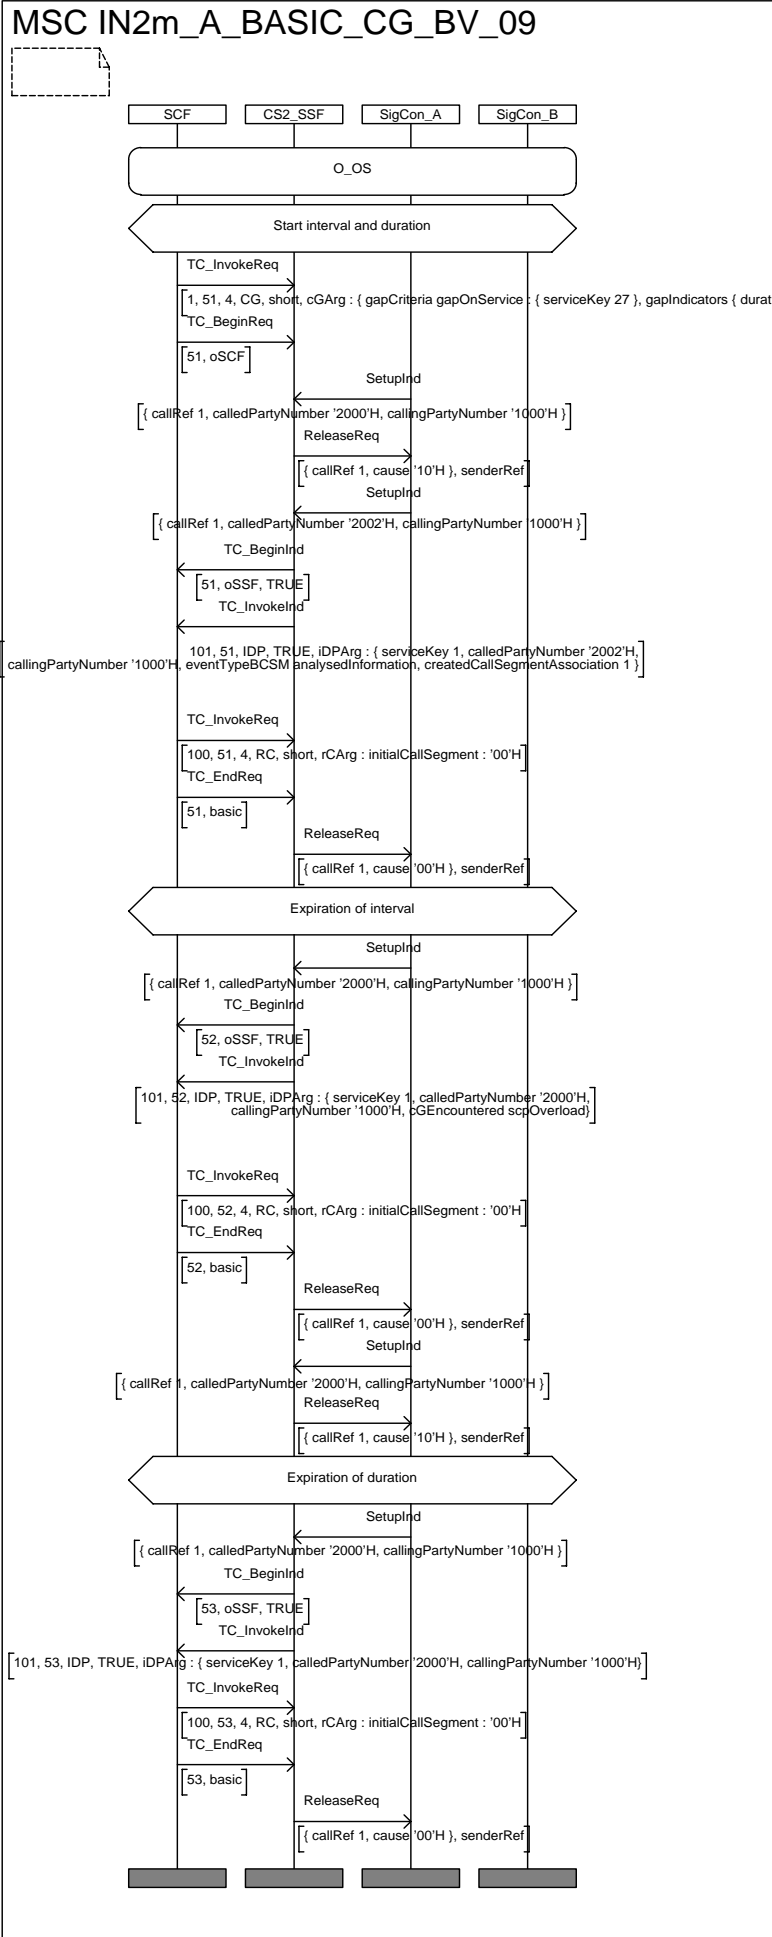 MSC IN2m_A_BASIC_CG_BV_09
SCF CS2_SSF SigCon_A SigCon_B
O_OS
Start interval and duration
TC_InvokeReq
1, 51, 4, CG, short, cGArg : { gapCriteria gapOnService : { serviceKey 27 }, gapIndicators { durat
TC_BeginReq
51, oSCF
SetupInd
{ callRef 1, calledPartyNumber '2000'H, callingPartyNumber '1000'H }
ReleaseReq
{ callRef 1, cause '10'H }, senderRef
SetupInd
{ callRef 1, calledPartyNumber '2002'H, callingPartyNumber '1000'H }
TC_BeginInd
51, oSSF, TRUE
TC_InvokeInd
101, 51, IDP, TRUE, iDPArg : { serviceKey 1, calledPartyNumber '2002'H,
callingPartyNumber '1000'H, eventTypeBCSM analysedInformation, createdCallSegmentAssociation 1 }
TC_InvokeReq
100, 51, 4, RC, short, rCArg : initialCallSegment : '00'H
TC_EndReq
51, basic
ReleaseReq
{ callRef 1, cause '00'H }, senderRef
Expiration of interval
SetupInd
{ callRef 1, calledPartyNumber '2000'H, callingPartyNumber '1000'H }
TC_BeginInd
52, oSSF, TRUE
TC_InvokeInd
101, 52, IDP, TRUE, iDPArg : { serviceKey 1, calledPartyNumber '2000'H,
callingPartyNumber '1000'H, cGEncountered scpOverload}
TC_InvokeReq
100, 52, 4, RC, short, rCArg : initialCallSegment : '00'H
TC_EndReq
52, basic
ReleaseReq
{ callRef 1, cause '00'H }, senderRef
SetupInd
{ callRef 1, calledPartyNumber '2000'H, callingPartyNumber '1000'H }
ReleaseReq
{ callRef 1, cause '10'H }, senderRef
Expiration of duration
SetupInd
{ callRef 1, calledPartyNumber '2000'H, callingPartyNumber '1000'H }
TC_BeginInd
53, oSSF, TRUE
TC_InvokeInd
101, 53, IDP, TRUE, iDPArg : { serviceKey 1, calledPartyNumber '2000'H, callingPartyNumber '1000'H}
TC_InvokeReq
100, 53, 4, RC, short, rCArg : initialCallSegment : '00'H
TC_EndReq
53, basic
ReleaseReq
{ callRef 1, cause '00'H }, senderRef